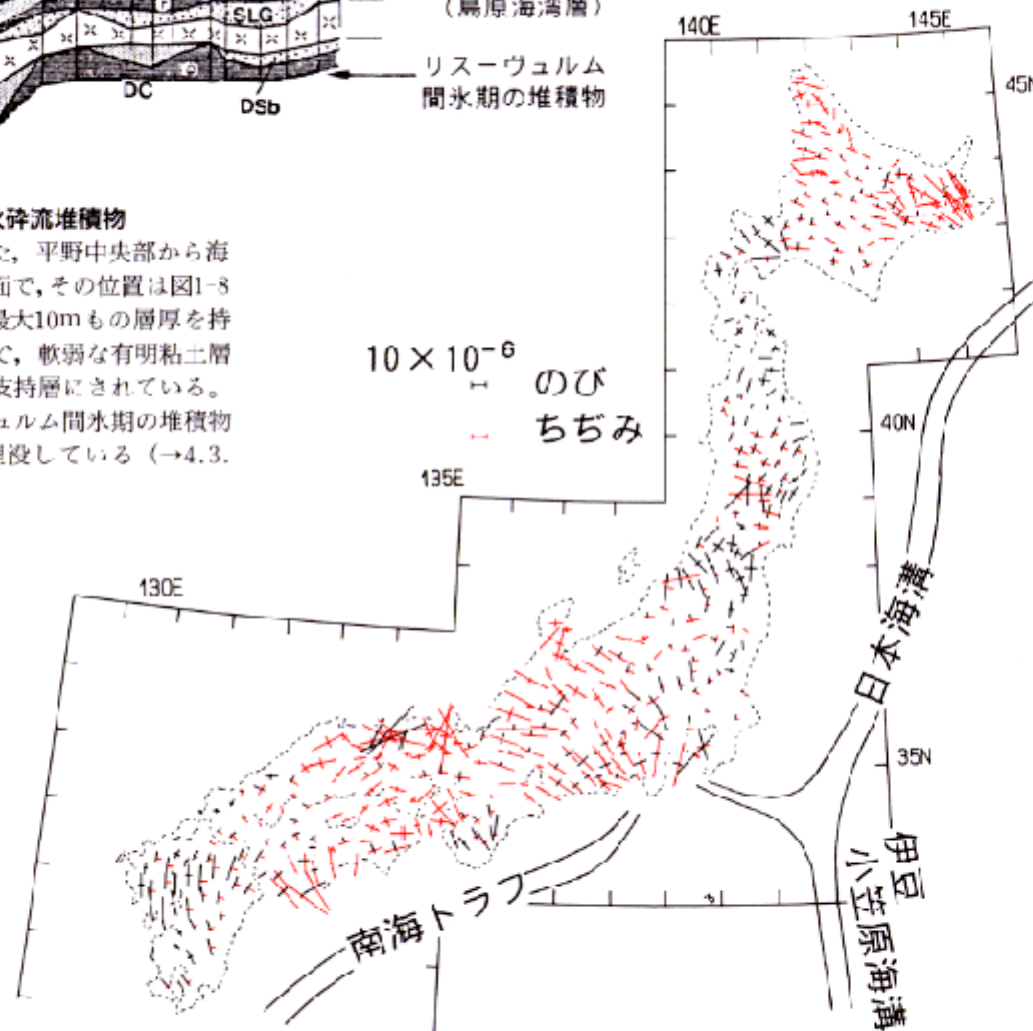 SLG
DC
DSb
(島原海湾層)
リスーヴュルム
間氷期の堆積物
砕流堆積物
た，平野中央部から海
面で，その位置は図1-8
最大10mもの層厚を持
て，軟弱な有明粘土層
支持層にされている。
ュルム間氷期の堆積物
埋没している（→4.3.
140E
145E
45N
10×10⁻⁶
のび
ちぢみ
40N
135E
130E
日本海溝
35N
伊豆
小笠原海溝
南海トラフ